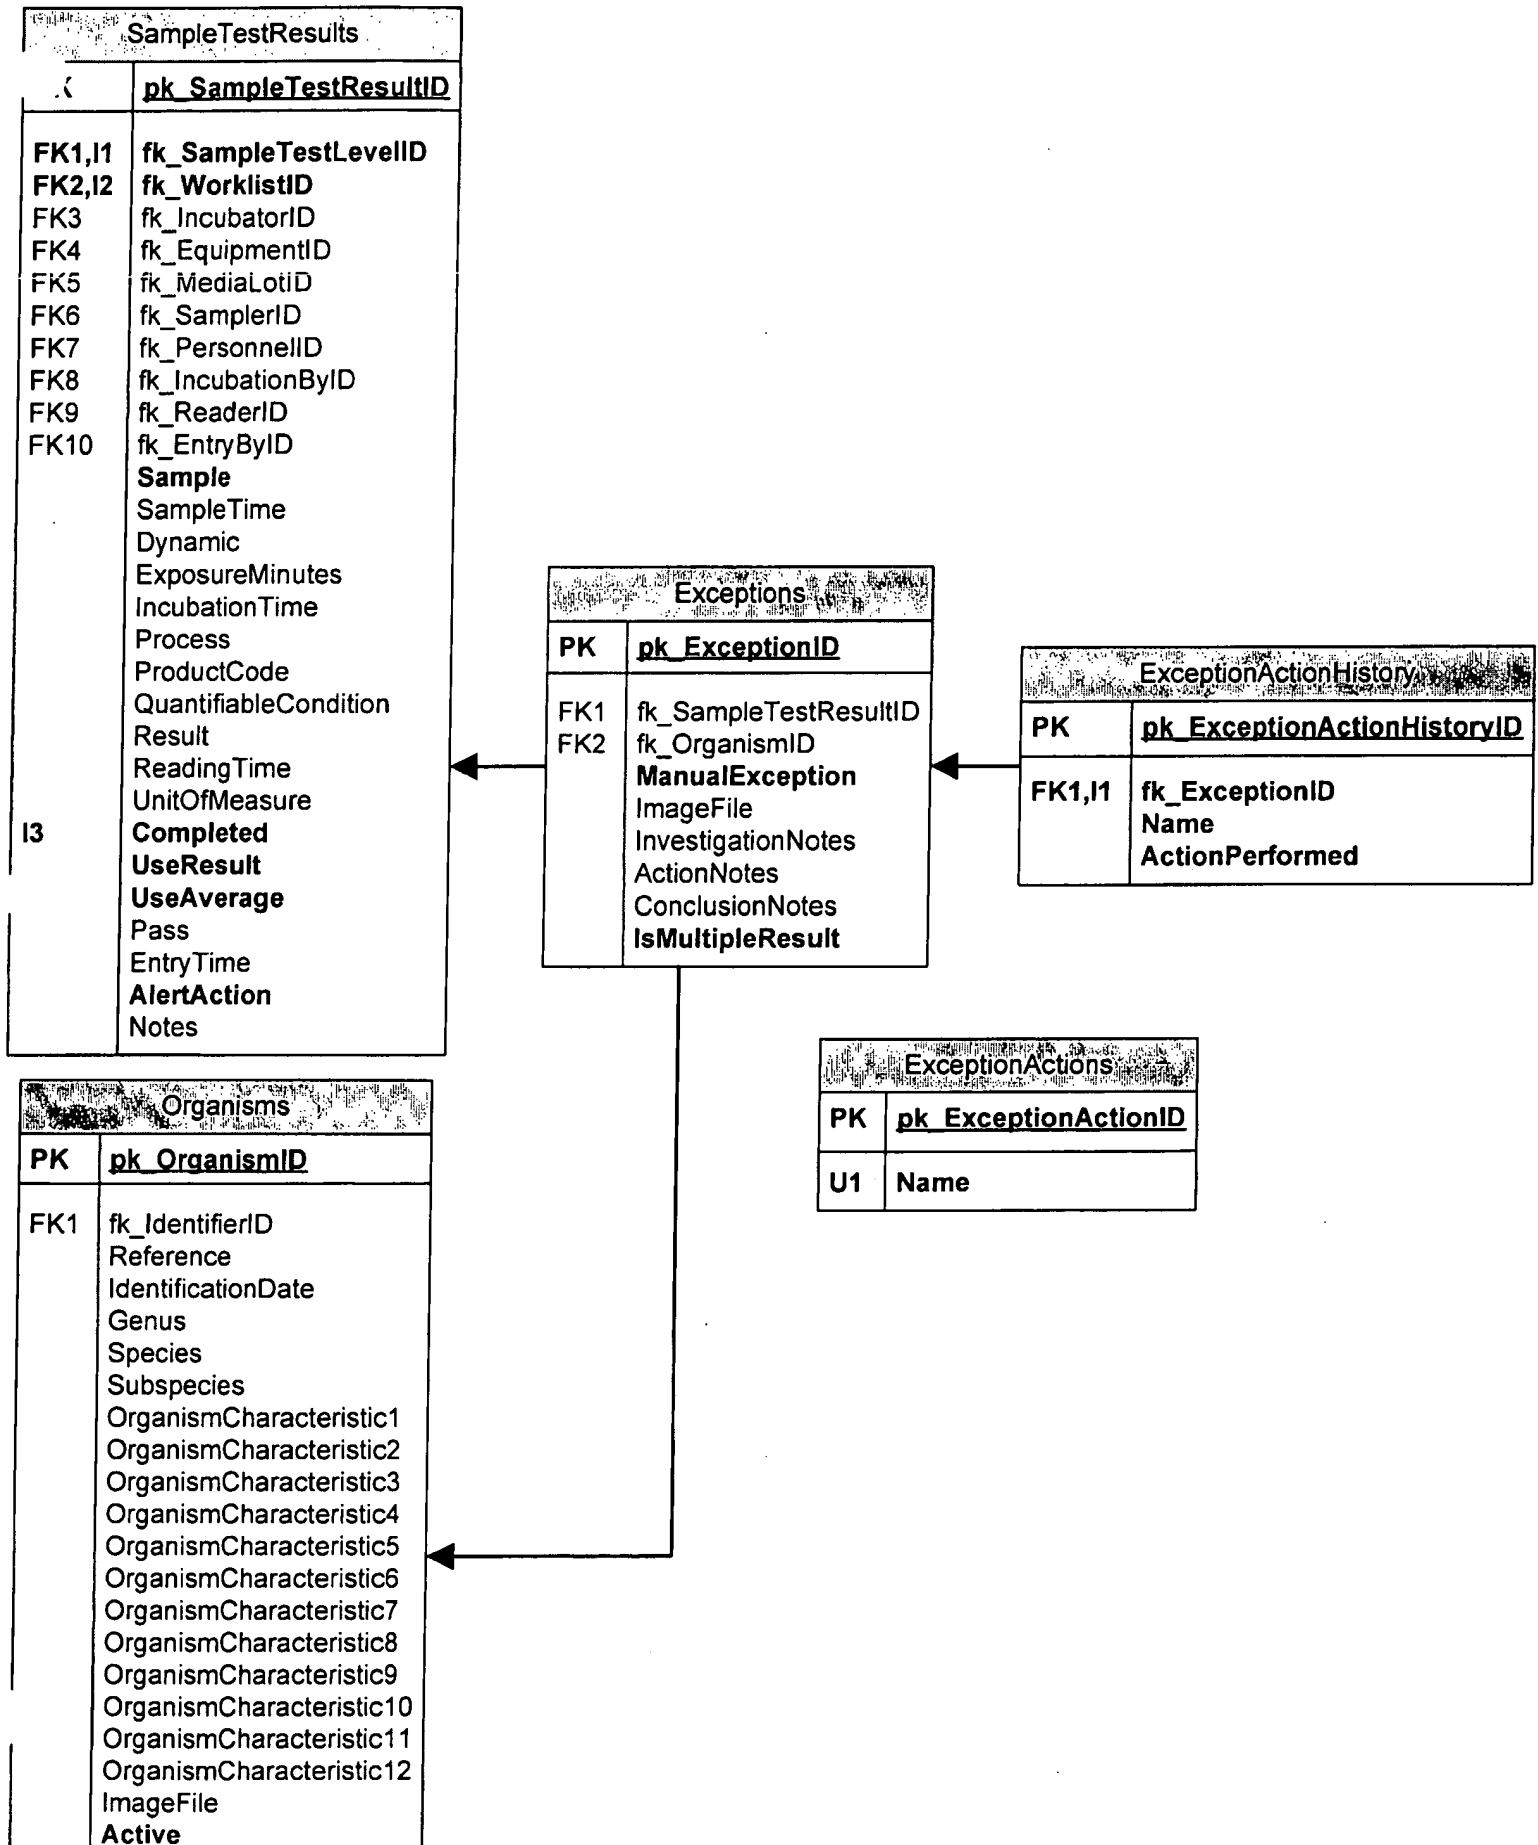 SampleTestResults
pk_SampleTestResultID
FK1,I1 fk_SampleTestLevelID
FK2,I2 fk_WorklistID
FK3 fk_IncubatorID
FK4 fk_EquipmentID
FK5 fk_MediaLotID
FK6 fk_SamplerID
FK7 fk_PersonnelID
FK8 fk_IncubationByID
FK9 fk_ReaderID
FK10 fk_EntryByID
Sample
SampleTime
Dynamic
ExposureMinutes
IncubationTime
Process
ProductCode
QuantifiableCondition
Result
ReadingTime
UnitOfMeasure
I3 Completed
UseResult
UseAverage
Pass
EntryTime
AlertAction
Notes
Exceptions
PK pk_ExceptionID
FK1 fk_SampleTestResultID
FK2 fk_OrganismID
ManualException
ImageFile
InvestigationNotes
ActionNotes
ConclusionNotes
IsMultipleResult
ExceptionActionHistory
PK pk_ExceptionActionHistoryID
FK1,I1 fk_ExceptionID
Name
ActionPerformed
ExceptionActions
PK pk_ExceptionActionID
U1 Name
Organisms
PK pk_OrganismID
FK1 fk_IdentifierID
Reference
IdentificationDate
Genus
Species
Subspecies
OrganismCharacteristic1
OrganismCharacteristic2
OrganismCharacteristic3
OrganismCharacteristic4
OrganismCharacteristic5
OrganismCharacteristic6
OrganismCharacteristic7
OrganismCharacteristic8
OrganismCharacteristic9
OrganismCharacteristic10
OrganismCharacteristic11
OrganismCharacteristic12
ImageFile
Active